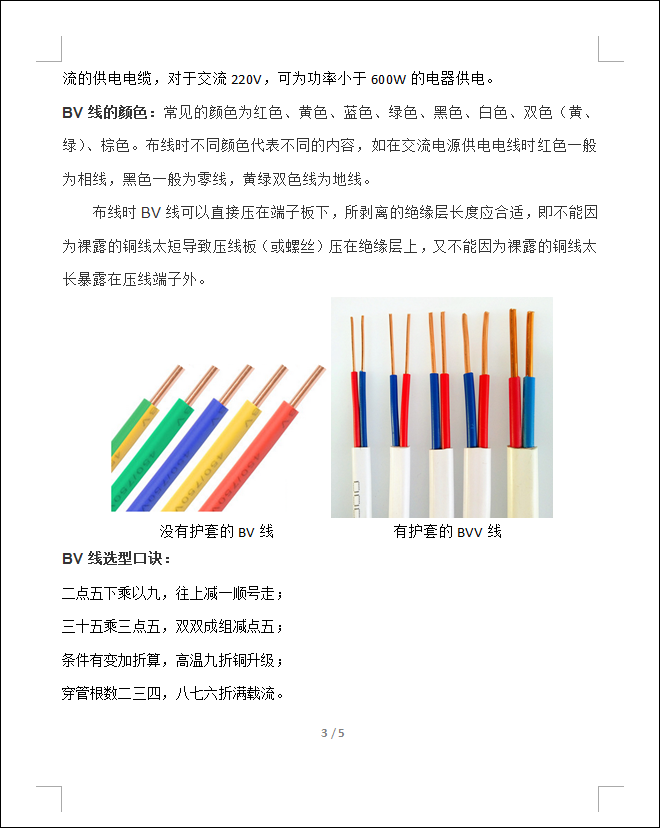 流的供电电缆，对于交流 220V，可为功率小于 600W 的电器供电。
BV 线的颜色：常见的颜色为红色、黄色、蓝色、绿色、黑色、白色、双色（黄、
绿）、棕色。布线时不同颜色代表不同的内容，如在交流电源供电电线时红色一般
为相线，黑色一般为零线，黄绿双色线为地线。
布线时 BV 线可以直接压在端子板下，所剥离的绝缘层长度应合适，即不能因
为裸露的铜线太短导致压线板（或螺丝）压在绝缘层上，又不能因为裸露的铜线太
长暴露在压线端子外。
没有护套的 BV 线
有护套的 BVV 线
BV 线选型口诀：
二点五下乘以九，往上减一顺号走；
三十五乘三点五，双双成组减点五；
条件有变加折算，高温九折铜升级；
穿管根数二三四，八七六折满载流。
3 / 5